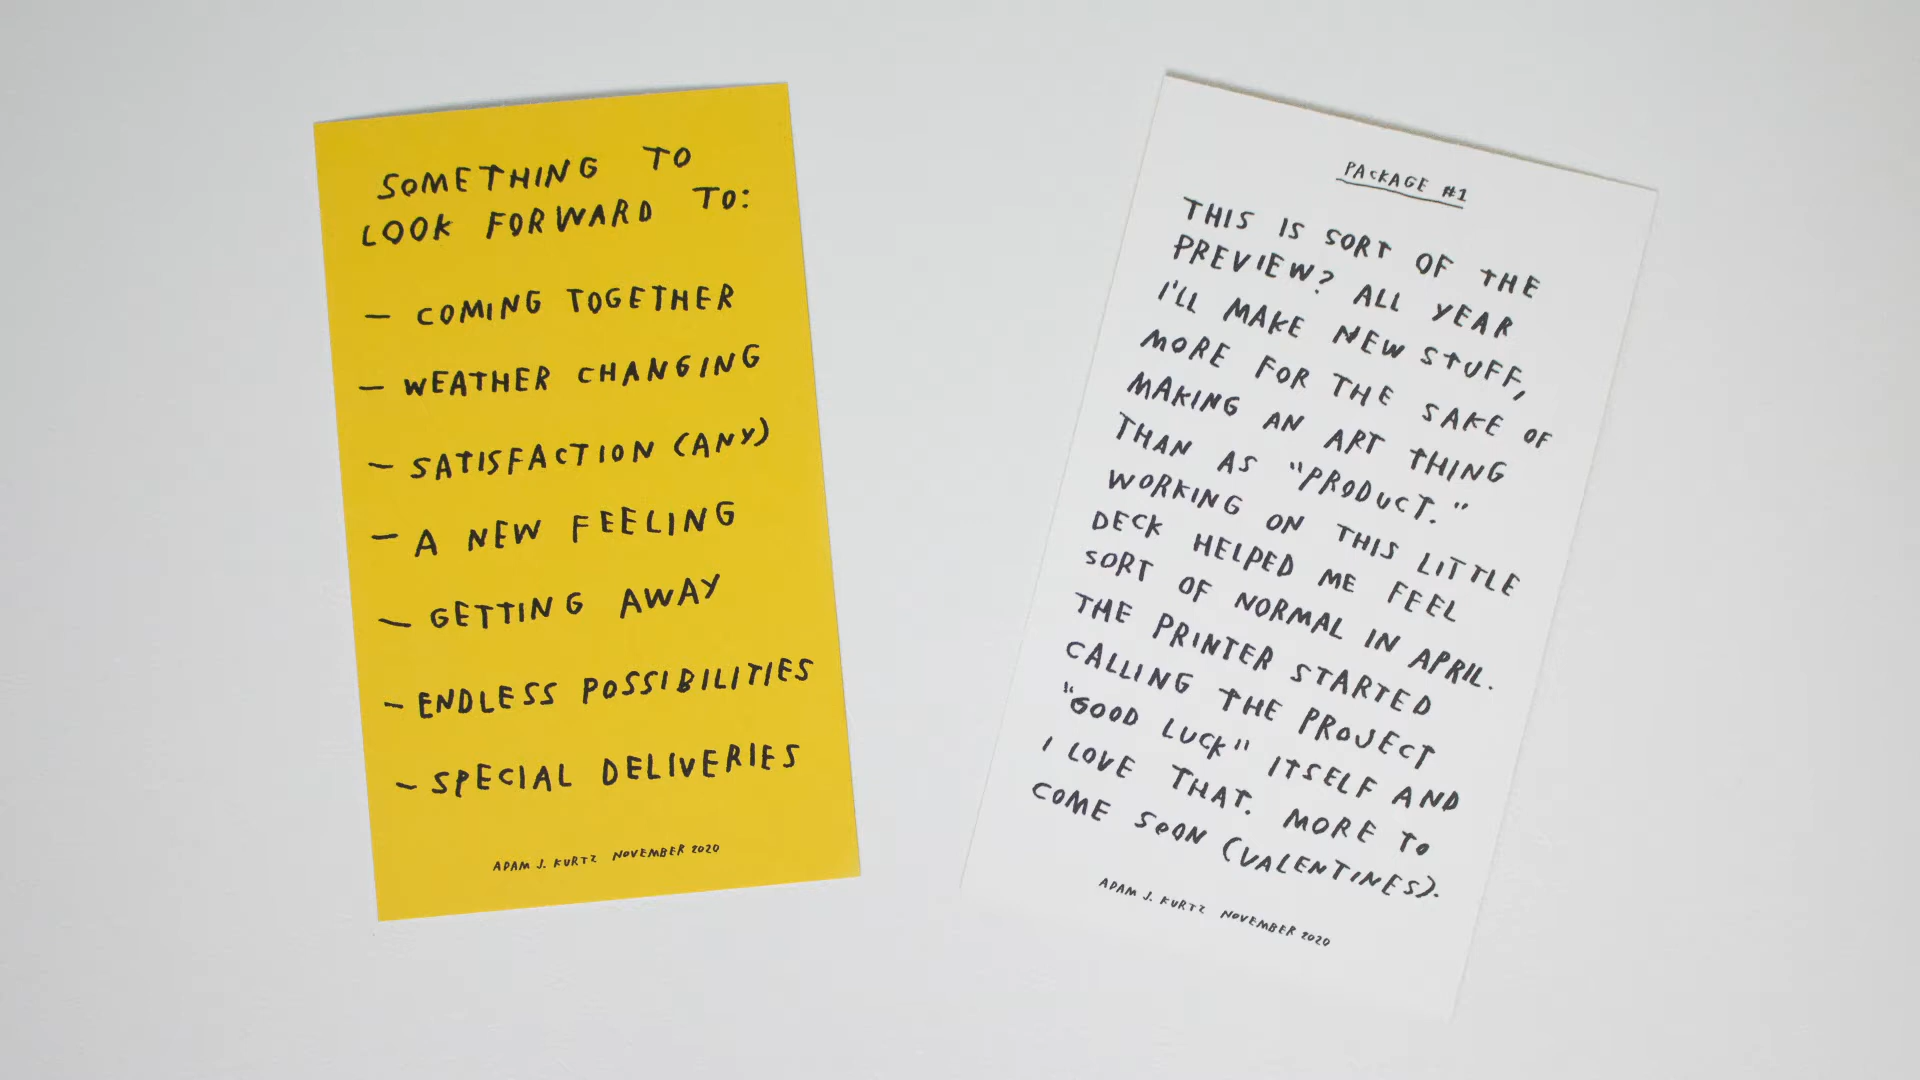 SOMETHING TO
LOOK FORWARD TO:
— COMING TOGETHER
— WEATHER CHANGING
— SATISFACTION (ANY)
— A NEW FEELING
— GETTING AWAY
— ENDLESS POSSIBILITIES
— SPECIAL DELIVERIES
ADAM J. KURTZ NOVEMBER 2020
PACKAGE #1
THIS IS SORT OF THE
PREVIEW? ALL YEAR
I'LL MAKE NEW STUFF,
MORE FOR THE SAKE OF
MAKING AN ART THING
THAN AS "PRODUCT."
WORKING ON THIS LITTLE
DECK HELPED ME FEEL
SORT OF NORMAL IN APRIL.
THE PRINTER STARTED
CALLING THE PROJECT
"GOOD LUCK" ITSELF AND
I LOVE THAT. MORE TO
COME SOON (VALENTINES).
ADAM J. KURTZ NOVEMBER 2020